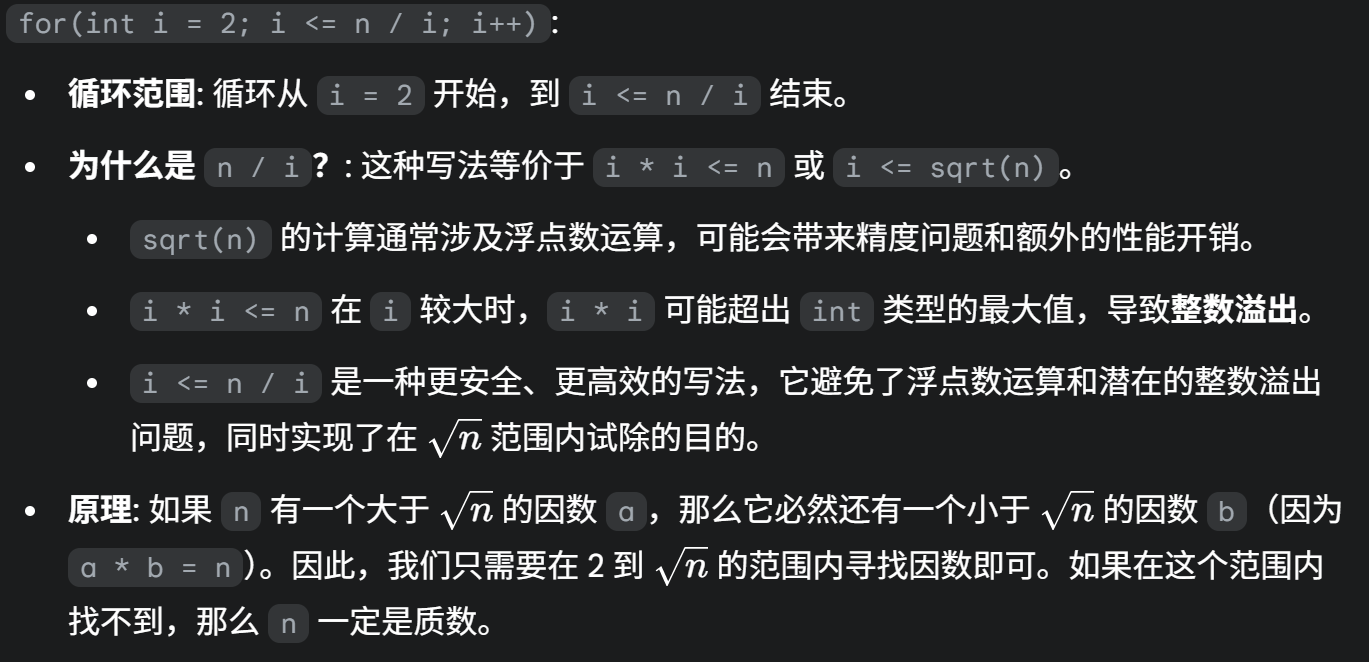 for(int i = 2; i <= n / i; i++):
• 循环范围: 循环从 i = 2 开始，到 i <= n / i 结束。
• 为什么是 n / i？: 这种写法等价于 i * i <= n 或 i <= sqrt(n)。
• sqrt(n) 的计算通常涉及浮点数运算，可能会带来精度问题和额外的性能开销。
• i * i <= n 在 i 较大时，i * i 可能超出 int 类型的最大值，导致整数溢出。
• i <= n / i 是一种更安全、更高效的写法，它避免了浮点数运算和潜在的整数溢出
问题，同时实现了在 √n 范围内试除的目的。
• 原理: 如果 n 有一个大于 √n 的因数 a，那么它必然还有一个小于 √n 的因数 b（因为
a * b = n）。因此，我们只需要在 2 到 √n 的范围内寻找因数即可。如果在这个范围内
找不到，那么 n 一定是质数。